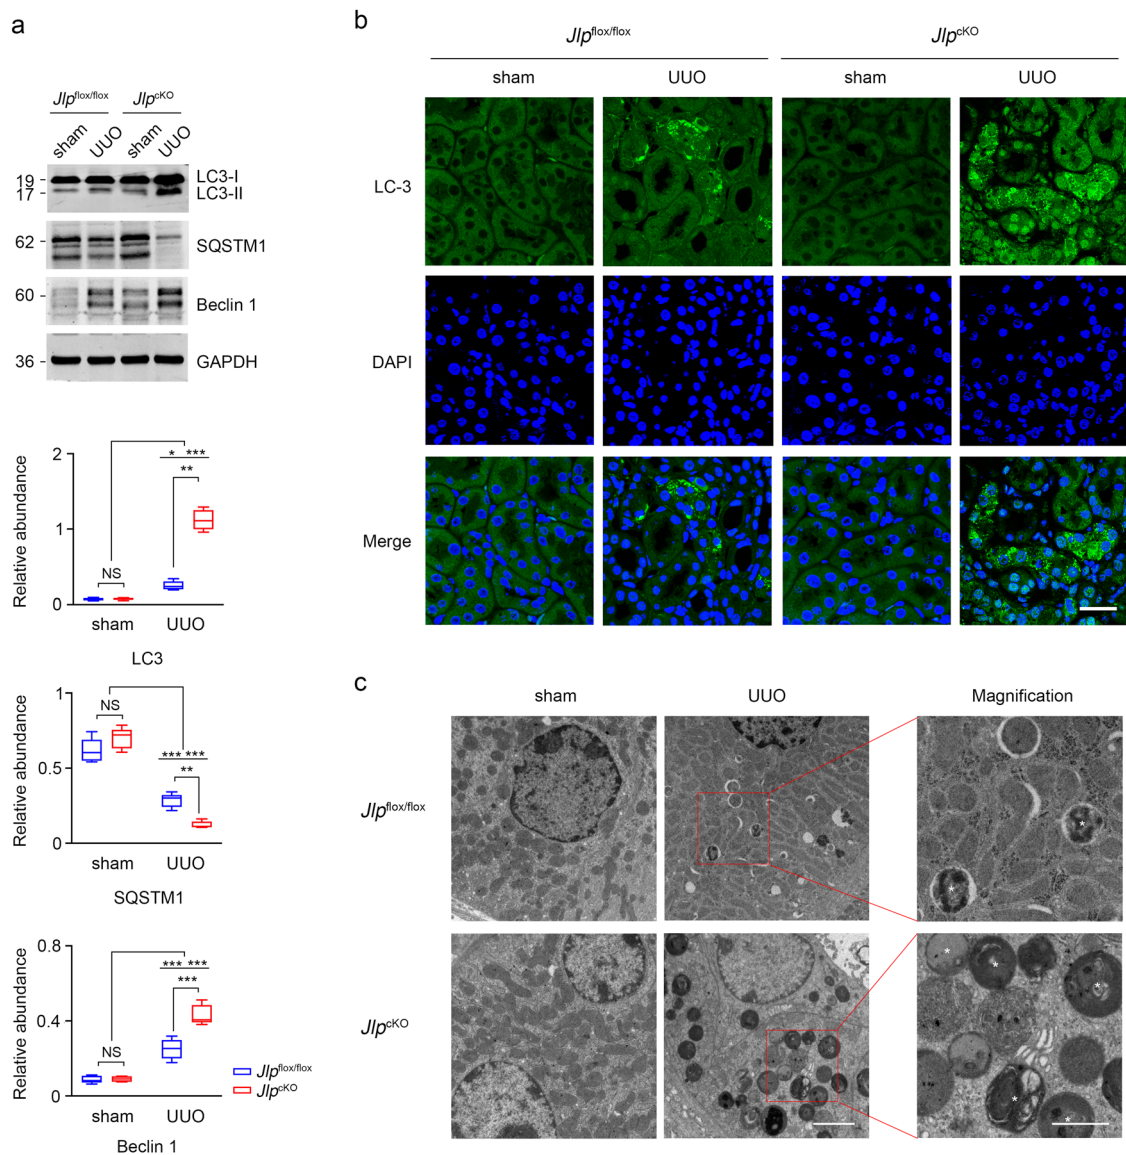 a
Jlpflox/flox JlpcKO
sham UUO sham UUO
19 LC3-I
17 LC3-II
62 SQSTM1
60 Beclin 1
36 GAPDH
Relative abundance
2
1
0
* ***
**
NS
sham UUO
LC3
Relative abundance
1
0.5
0
NS
*** ***
**
sham UUO
SQSTM1
Relative abundance
0.8
0.4
0
*** ***
***
NS
sham UUO
Beclin 1
Jlpflox/flox
JlpcKO
b
Jlpflox/flox JlpcKO
sham UUO sham UUO
LC-3
DAPI
Merge
c
sham UUO Magnification
Jlpflox/flox
* *
JlpcKO
* * * * *